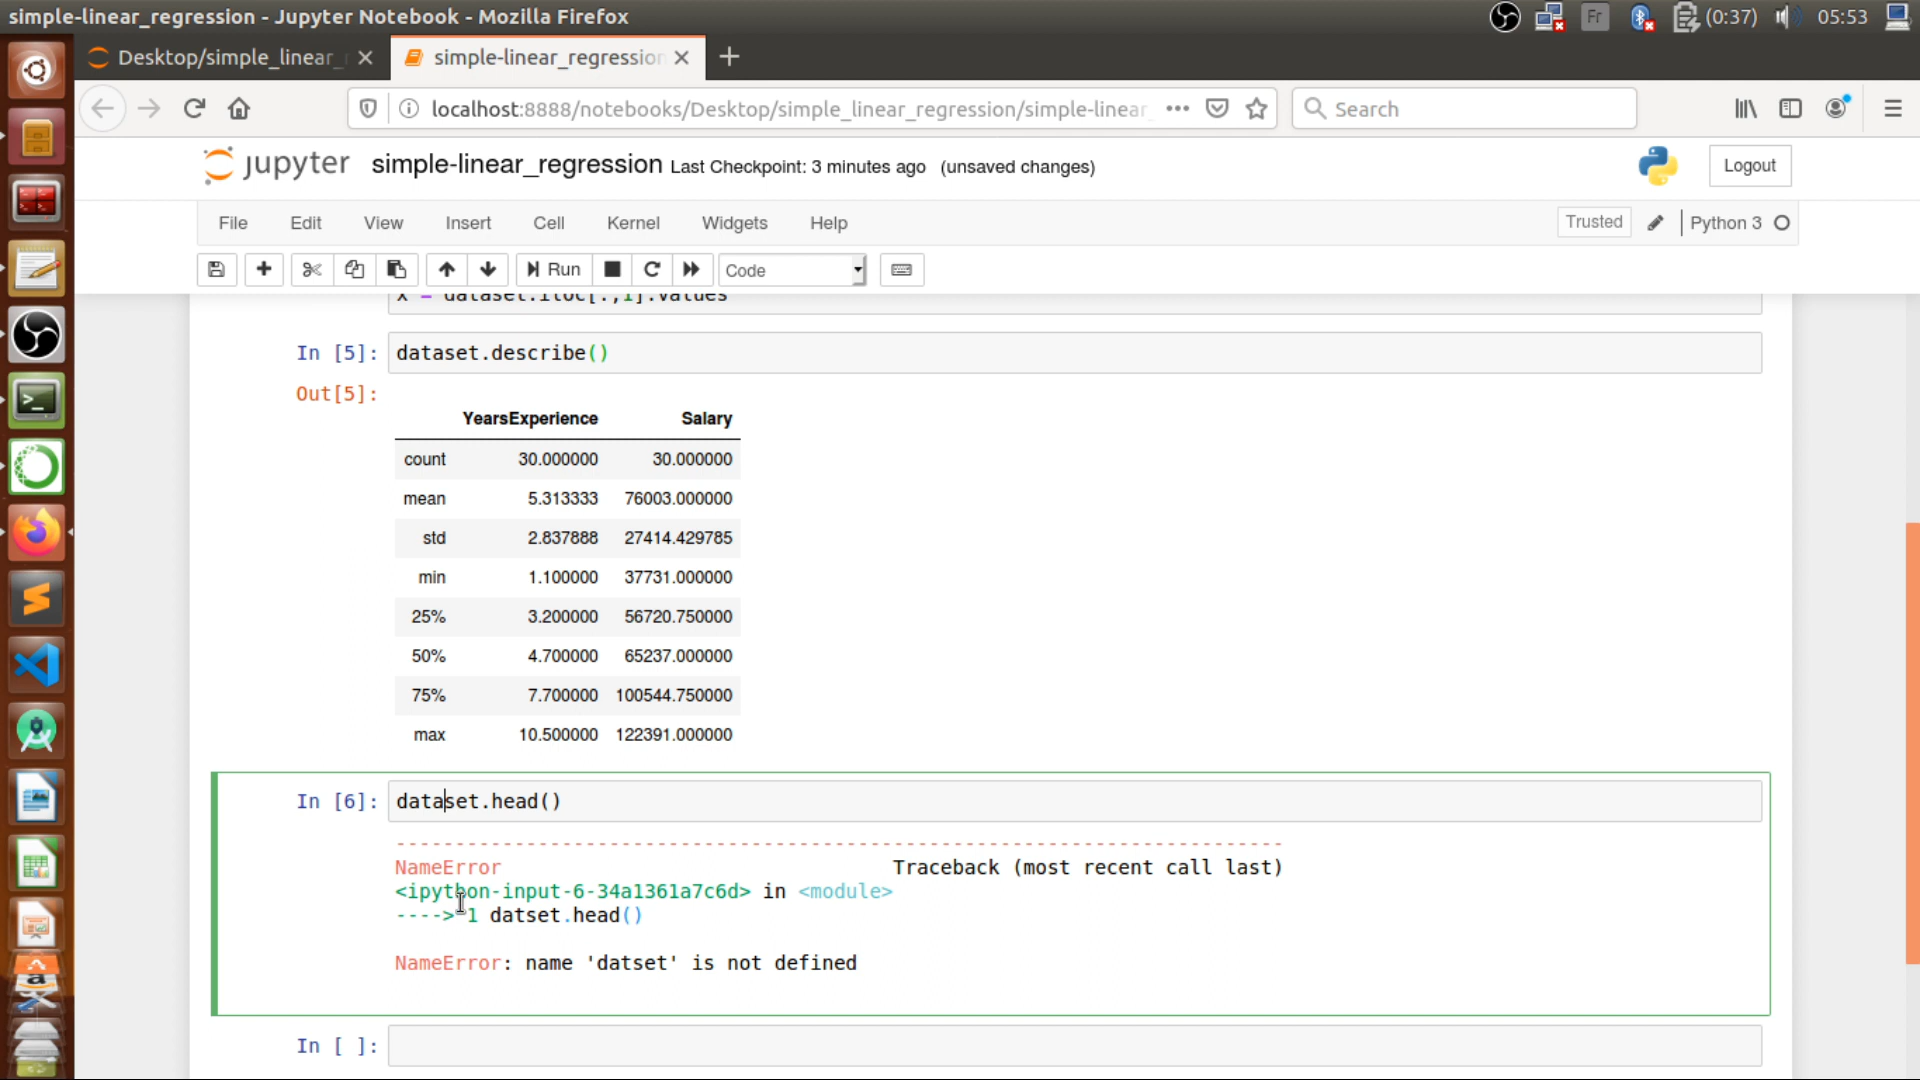 simple-linear_regression - Jupyter Notebook - Mozilla Firefox
Fr
(0:37)
05:53
Desktop/simple_linear_
simple-linear_regression
localhost:8888/notebooks/Desktop/simple_linear_regression/simple-linear
Search
jupyter
simple-linear_regression Last Checkpoint: 3 minutes ago (unsaved changes)
Logout
File Edit View Insert Cell Kernel Widgets Help
Trusted
Python 3
Run
Code
x = dataset.iloc[:,1].values
In [5]: dataset.describe()
Out[5]:
YearsExperience Salary
count 30.000000 30.000000
mean 5.313333 76003.000000
std 2.837888 27414.429785
min 1.100000 37731.000000
25% 3.200000 56720.750000
50% 4.700000 65237.000000
75% 7.700000 100544.750000
max 10.500000 122391.000000
In [6]: dataset.head()
---------------------------------------------------------------------------
NameError Traceback (most recent call last)
<ipython-input-6-34a1361a7c6d> in <module>
----> 1 datset.head()
NameError: name 'datset' is not defined
In [ ]: